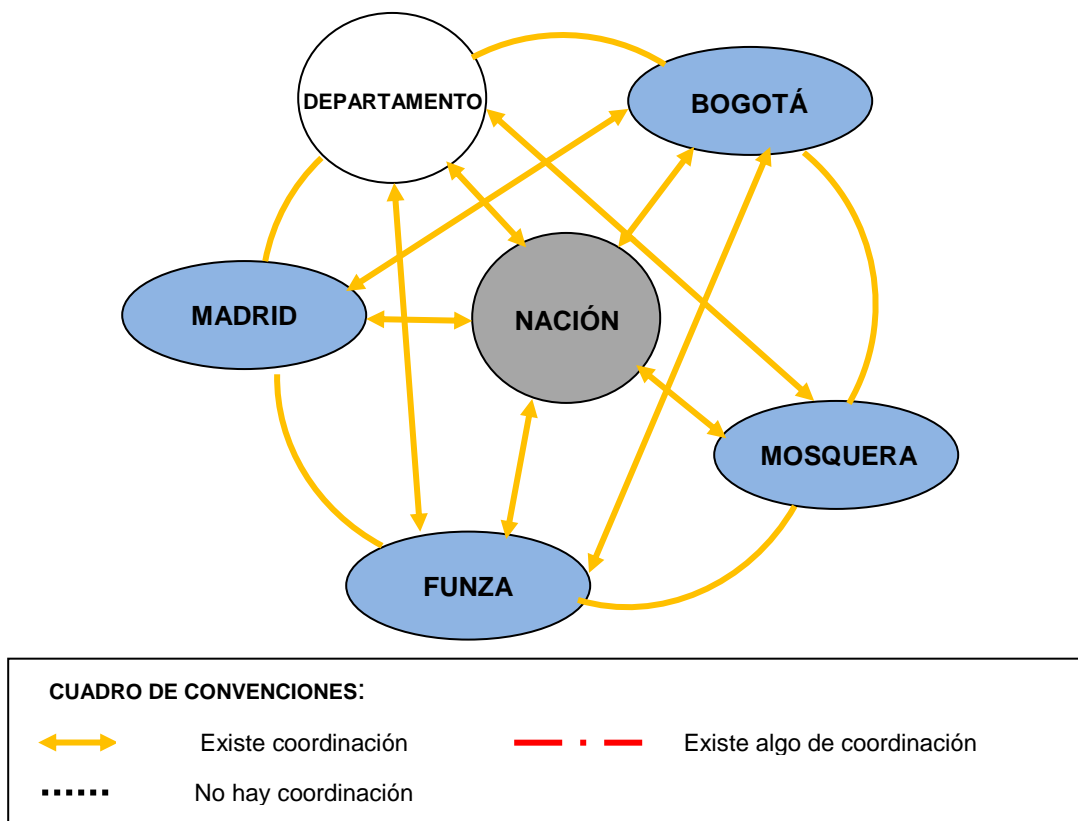 DEPARTAMENTO
BOGOTÁ
MADRID
NACIÓN
MOSQUERA
FUNZA
CUADRO DE CONVENCIONES:
Existe coordinación
Existe algo de coordinación
No hay coordinación